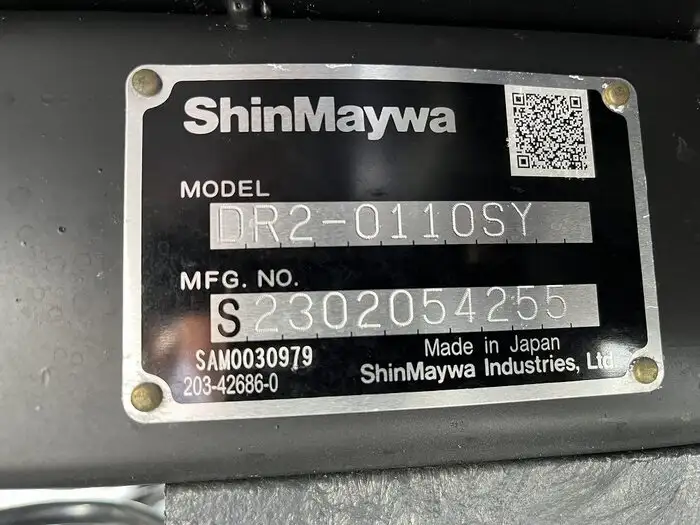 ShinMaywa
MODEL
DR2-0110SY
MFG. NO.
S2302054255
SAM0030979
Made in Japan
203-42686-0
ShinMaywa Industries, Ltd.